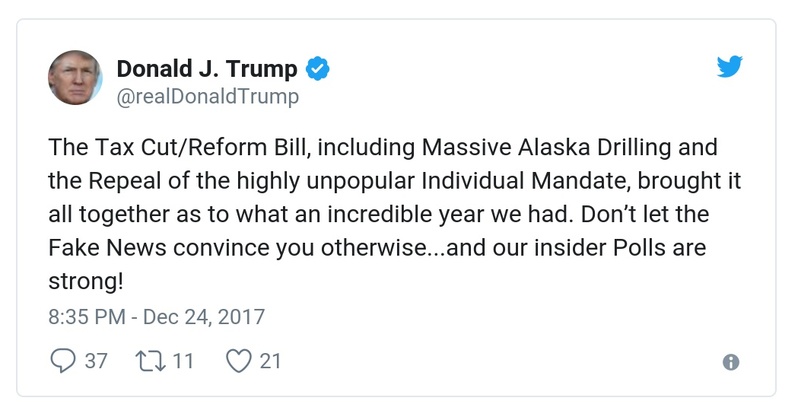 Donald J. Trump
@realDonaldTrump
The Tax Cut/Reform Bill, including Massive Alaska Drilling and
the Repeal of the highly unpopular Individual Mandate, brought it
all together as to what an incredible year we had. Don’t let the
Fake News convince you otherwise...and our insider Polls are
strong!
8:35 PM - Dec 24, 2017
37 11 21